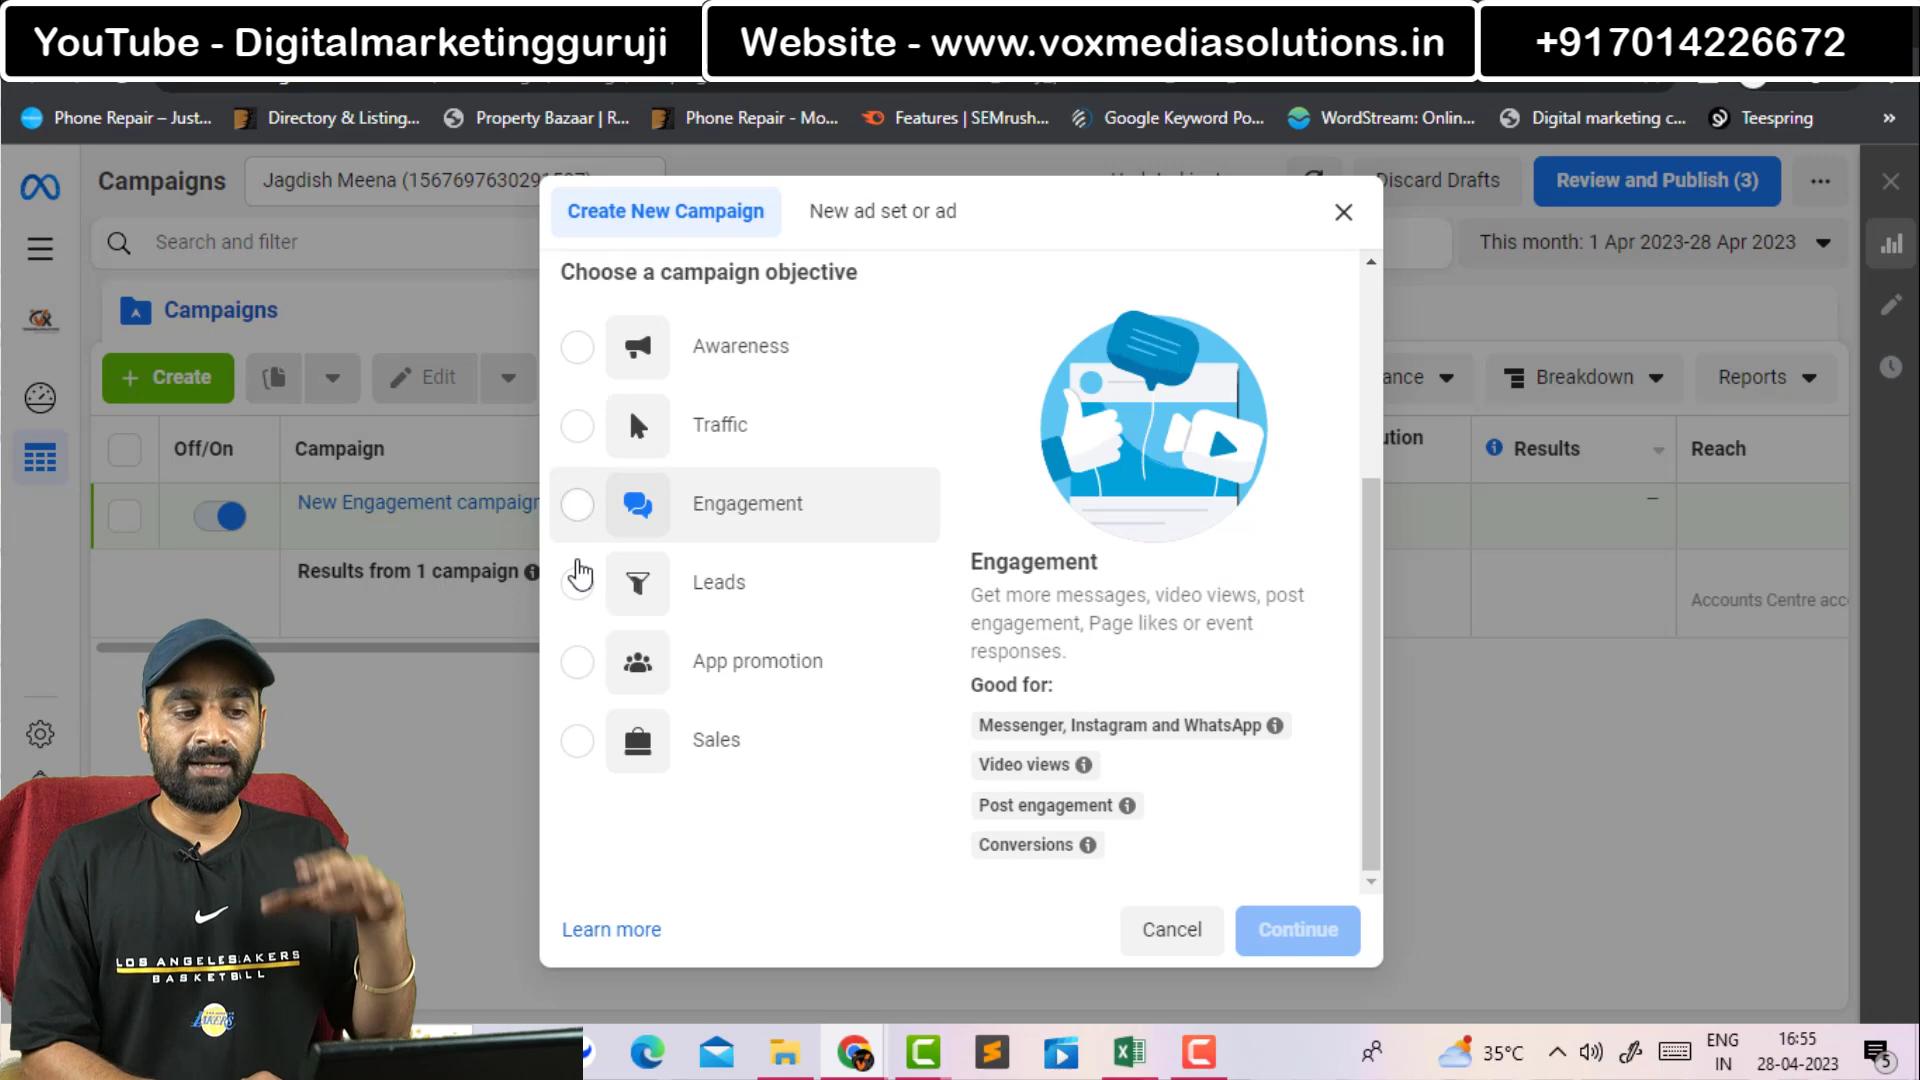 YouTube - Digitalmarketingguruji
Website - www.voxmediasolutions.in
+917014226672
Phone Repair – Just...
Directory & Listing...
Property Bazaar | R...
Phone Repair - Mo...
Features | SEMrush...
Google Keyword Po...
WordStream: Onlin...
Digital marketing c...
Teespring
»
Campaigns
Jagdish Meena
Discard Drafts
Review and Publish (3)
Create New Campaign
New ad set or ad
Search and filter
This month: 1 Apr 2023-28 Apr 2023
Choose a campaign objective
Campaigns
Awareness
+ Create
Edit
Breakdown
Reports
Traffic
Off/On
Campaign
Results
Reach
New Engagement campaign
Engagement
Results from 1 campaign
Leads
Engagement
Get more messages, video views, post
engagement, Page likes or event
responses.
Good for:
App promotion
Messenger, Instagram and WhatsApp
Sales
Video views
Post engagement
Conversions
Learn more
Cancel
Continue
BASKETBALL
LAKERS
35°C
ENG
IN
16:55
28-04-2023
5